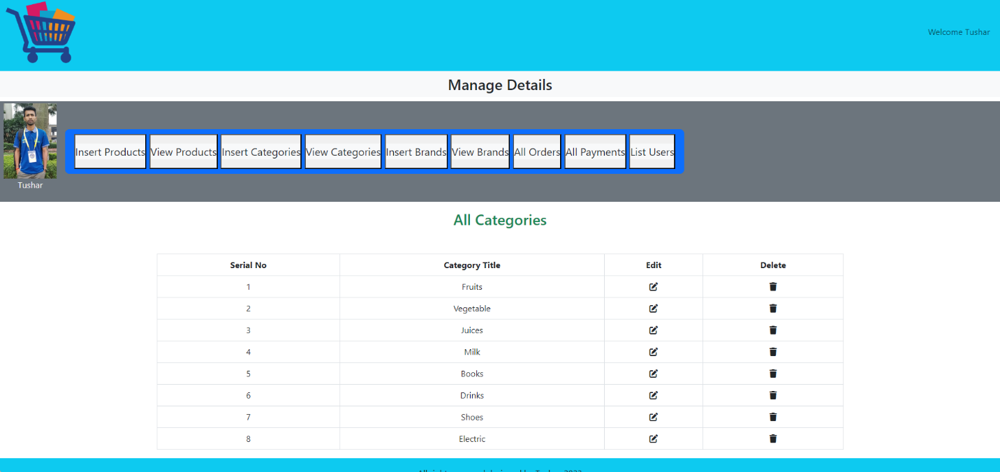 Welcome Tushar
Manage Details
Insert Products View Products Insert Categories View Categories Insert Brands View Brands All Orders All Payments List Users
Tushar
All Categories
Serial No Category Title Edit Delete
1 Fruits
2 Vegetable
3 Juices
4 Milk
5 Books
6 Drinks
7 Shoes
8 Electric